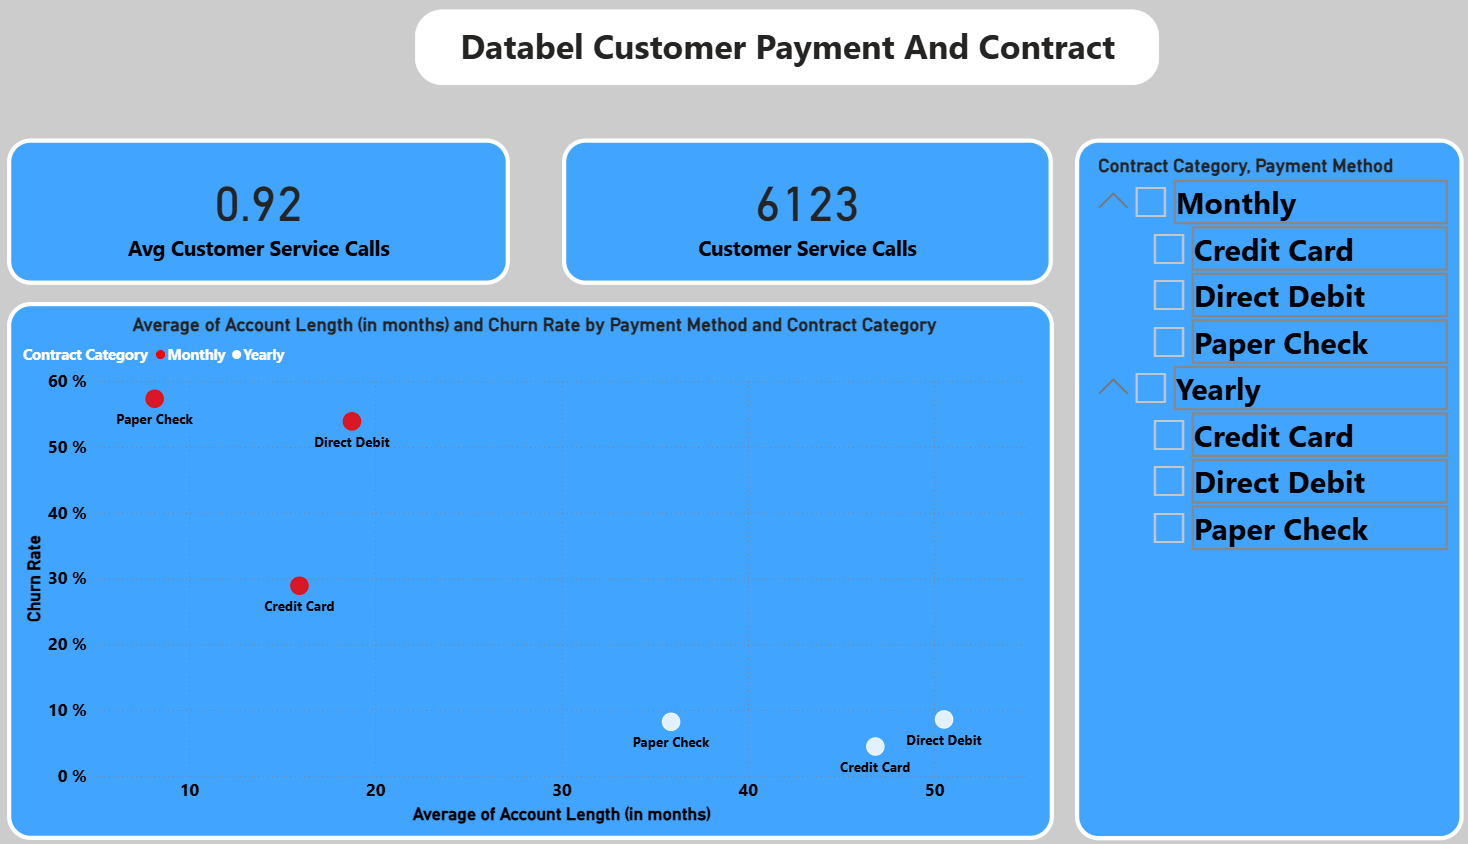 Databel Customer Payment And Contract
0.92
Avg Customer Service Calls
6123
Customer Service Calls
Average of Account Length (in months) and Churn Rate by Payment Method and Contract Category
Contract Category Monthly Yearly
60 %
50 %
40 %
30 %
20 %
10 %
0 %
Churn Rate
Paper Check
Direct Debit
Credit Card
Paper Check
Direct Debit
Credit Card
10 20 30 40 50
Average of Account Length (in months)
Contract Category, Payment Method
Monthly
Credit Card
Direct Debit
Paper Check
Yearly
Credit Card
Direct Debit
Paper Check